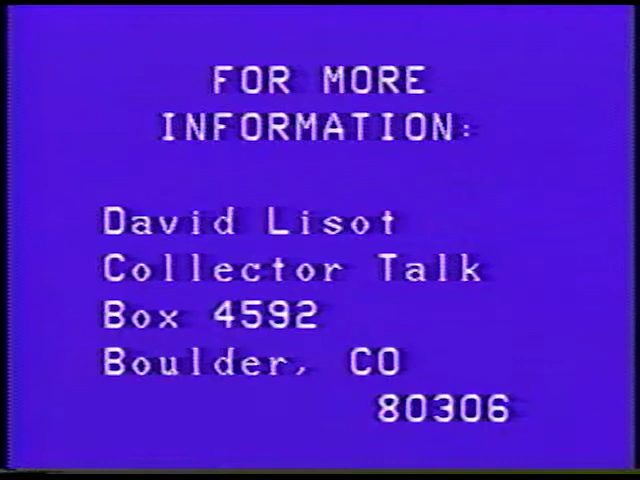 FOR MORE
INFORMATION:
David Lisot
Collector Talk
Box 4592
Boulder, CO
80306